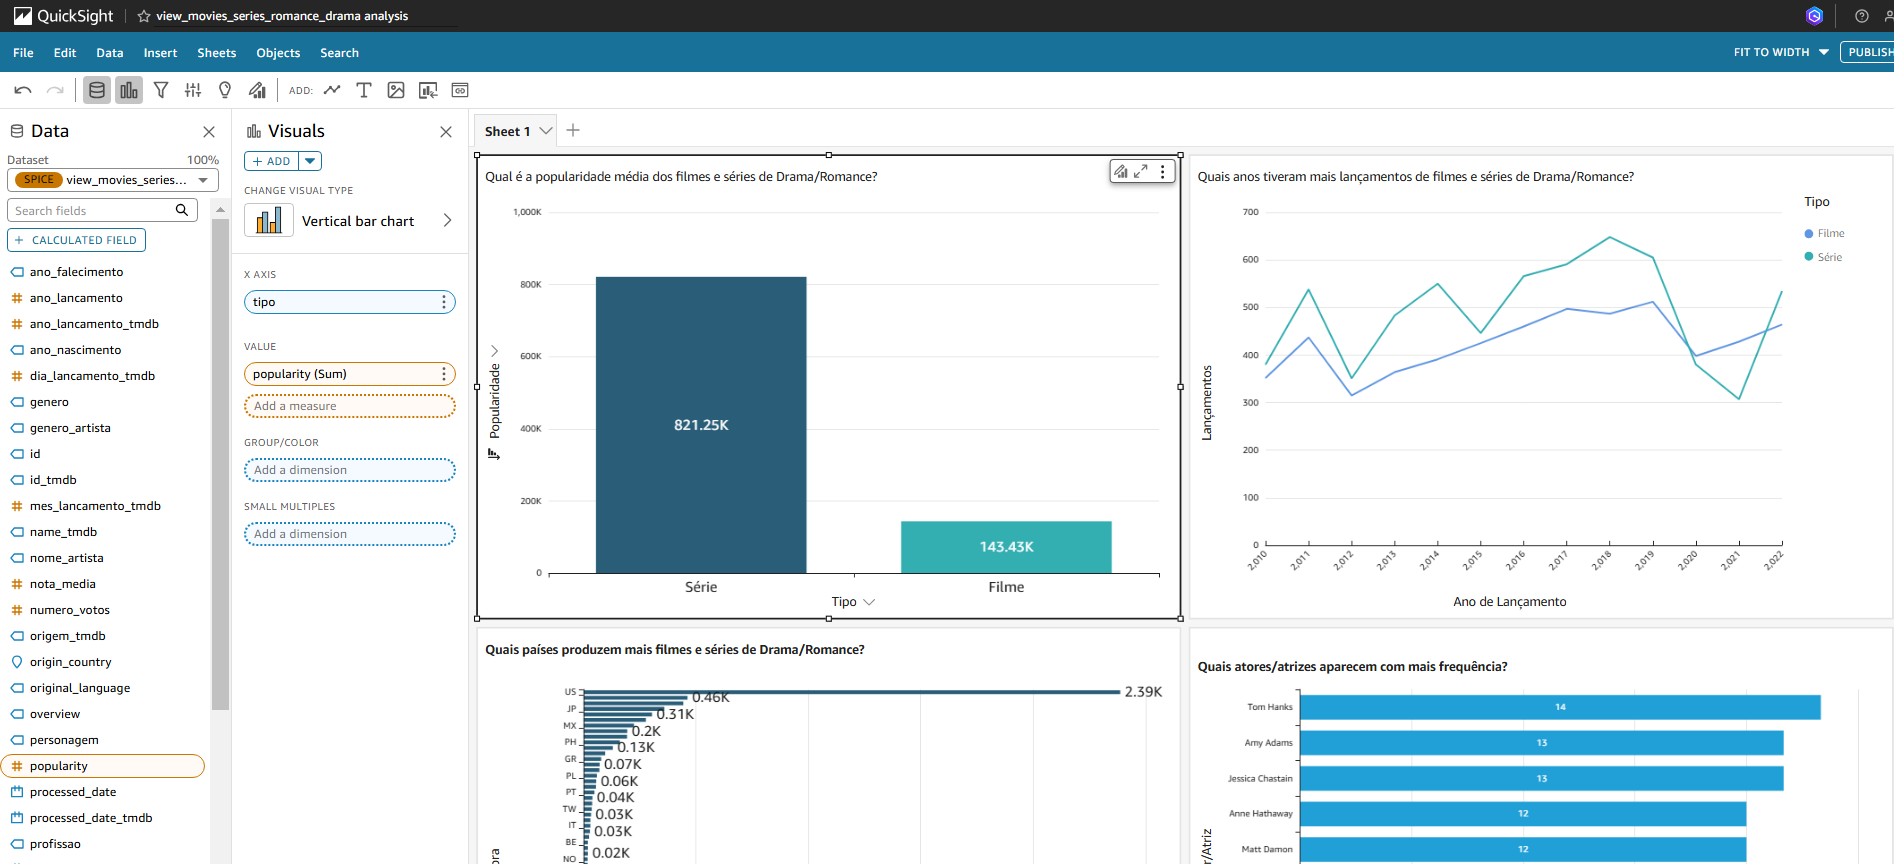 QuickSight
view_movies_series_romance_drama analysis
File Edit Data Insert Sheets Objects Search
FIT TO WIDTH
PUBLISH
ADD:
Data
Dataset 100%
SPICE view_movies_series...
Search fields
+ CALCULATED FIELD
ano_falecimento
ano_lancamento
ano_lancamento_tmdb
ano_nascimento
dia_lancamento_tmdb
genero
genero_artista
id
id_tmdb
mes_lancamento_tmdb
name_tmdb
nome_artista
nota_media
numero_votos
origem_tmdb
origin_country
original_language
overview
personagem
popularity
processed_date
processed_date_tmdb
profissao
Visuals
+ ADD
CHANGE VISUAL TYPE
Vertical bar chart
X AXIS
tipo
VALUE
popularity (Sum)
Add a measure
GROUP/COLOR
Add a dimension
SMALL MULTIPLES
Add a dimension
Sheet 1
Qual é a popularidade média dos filmes e séries de Drama/Romance?
1,000K
800K
600K
400K
200K
0
Popularidade
821.25K
143.43K
Série
Filme
Tipo
Quais anos tiveram mais lançamentos de filmes e séries de Drama/Romance?
700
600
500
400
300
200
100
0
Lançamentos
2,010
2,011
2,012
2,013
2,014
2,015
2,016
2,017
2,018
2,019
2,020
2,021
2,022
Ano de Lançamento
Tipo
Filme
Série
Quais países produzem mais filmes e séries de Drama/Romance?
US 2.39K
0.46K
JP
0.31K
MX
0.2K
PH
0.13K
GR
0.07K
PL
0.06K
PT
0.04K
TW
0.03K
IT
0.03K
BE
0.02K
NO
Quais atores/atrizes aparecem com mais frequência?
Tom Hanks 14
Amy Adams 13
Jessica Chastain 13
Anne Hathaway 12
Matt Damon 12
r/Atriz